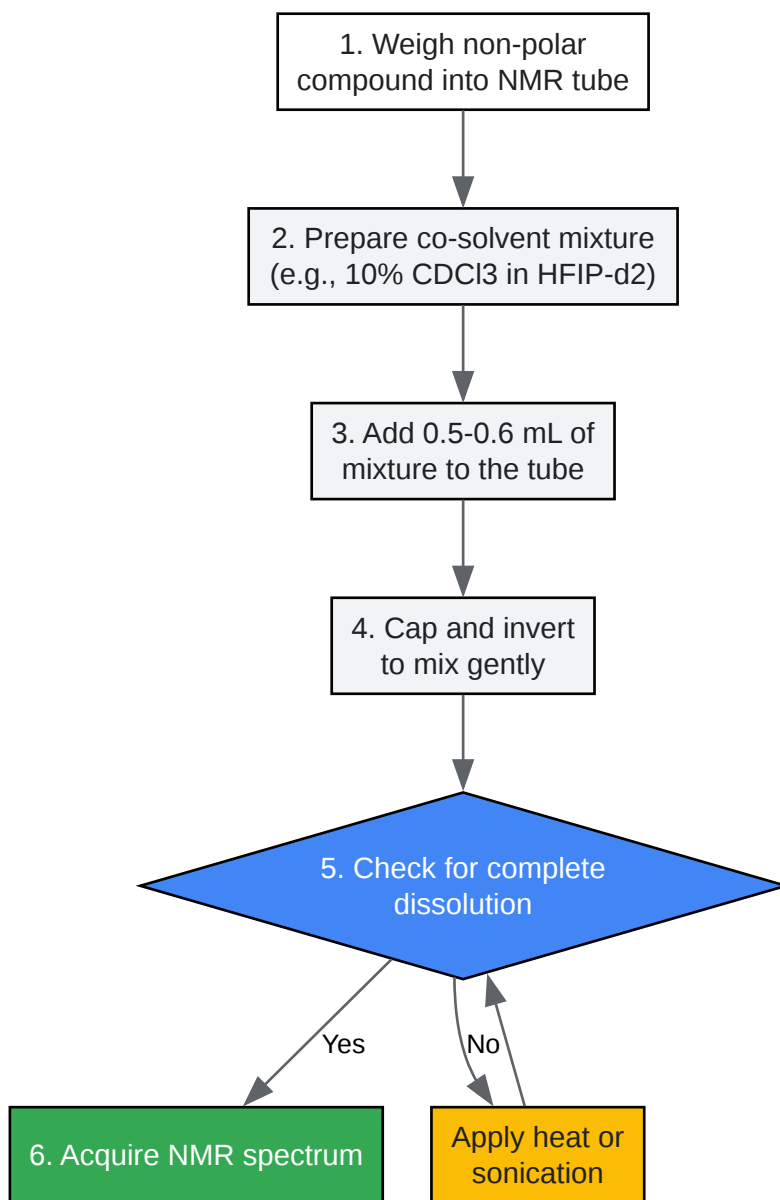 1. Weigh non-polar
compound into NMR tube
2. Prepare co-solvent mixture
(e.g., 10% CDCl3 in HFIP-d2)
3. Add 0.5-0.6 mL of
mixture to the tube
4. Cap and invert
to mix gently
5. Check for complete
dissolution
Yes
No
6. Acquire NMR spectrum
Apply heat or
sonication